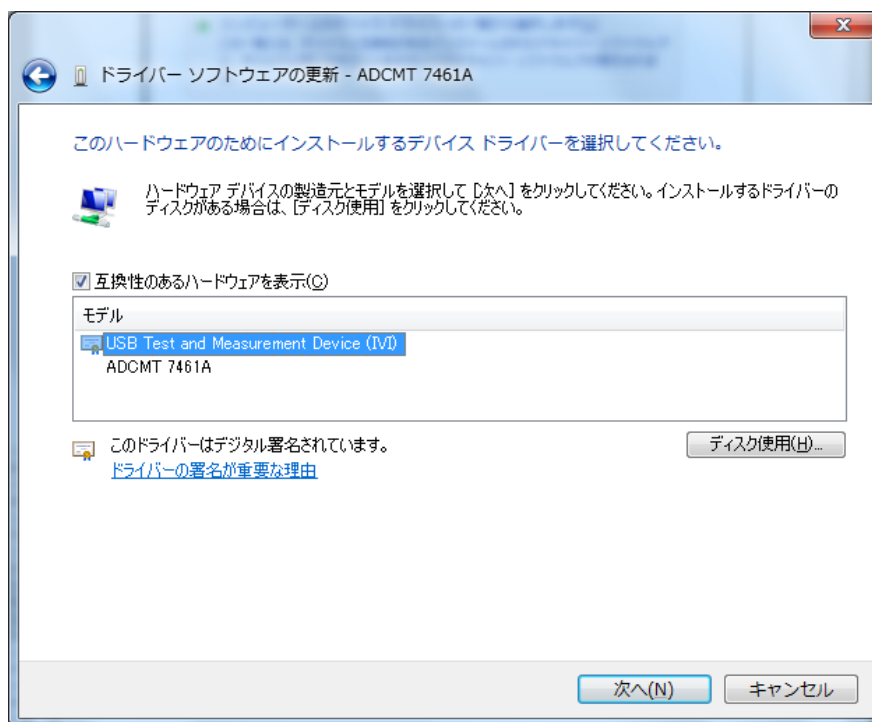 ドライバー ソフトウェアの更新 - ADCMT 7461A
このハードウェアのためにインストールするデバイス ドライバーを選択してください。
ハードウェア デバイスの製造元とモデルを選択して [次へ] をクリックしてください。インストールするドライバーの
ディスクがある場合は、[ディスク使用] をクリックしてください。
互換性のあるハードウェアを表示(C)
モデル
USB Test and Measurement Device (IVI)
ADCMT 7461A
このドライバーはデジタル署名されています。
ディスク使用(H)...
ドライバーの署名が重要な理由
次へ(N)
キャンセル